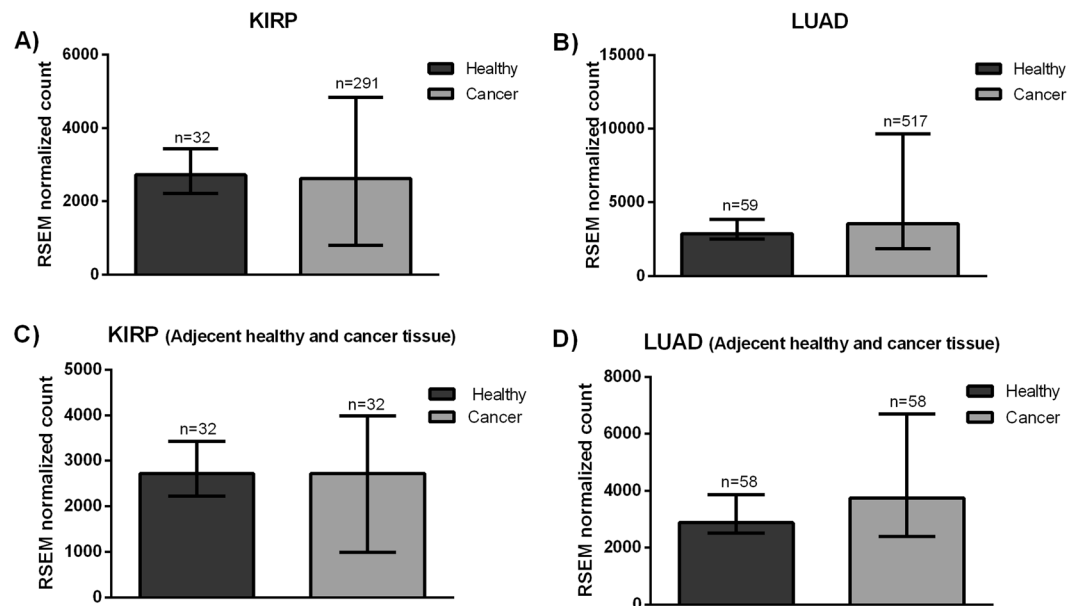 KIRP
A)
6000
4000
2000
0
RSEM normalized count
n=32
n=291
Healthy
Cancer
LUAD
B)
15000
10000
5000
0
RSEM normalized count
n=59
n=517
Healthy
Cancer
C)
KIRP (Adjecent healthy and cancer tissue)
5000
4000
3000
2000
1000
0
RSEM normalized count
n=32
n=32
Healthy
Cancer
D)
LUAD (Adjecent healthy and cancer tissue)
8000
6000
4000
2000
0
RSEM normalized count
n=58
n=58
Healthy
Cancer